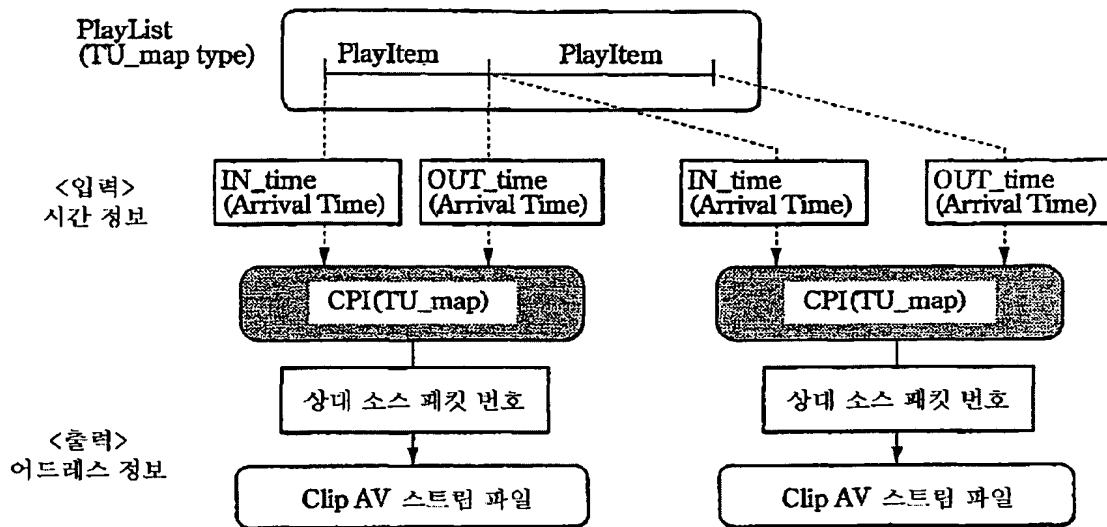 PlayList
(TU_map type)
PlayItem
PlayItem
<입력>
시간 정보
IN_time
(Arrival Time)
OUT_time
(Arrival Time)
IN_time
(Arrival Time)
OUT_time
(Arrival Time)
CPI(TU_map)
CPI(TU_map)
상대 소스 패킷 번호
상대 소스 패킷 번호
<출력>
어드레스 정보
Clip AV 스트림 파일
Clip AV 스트림 파일